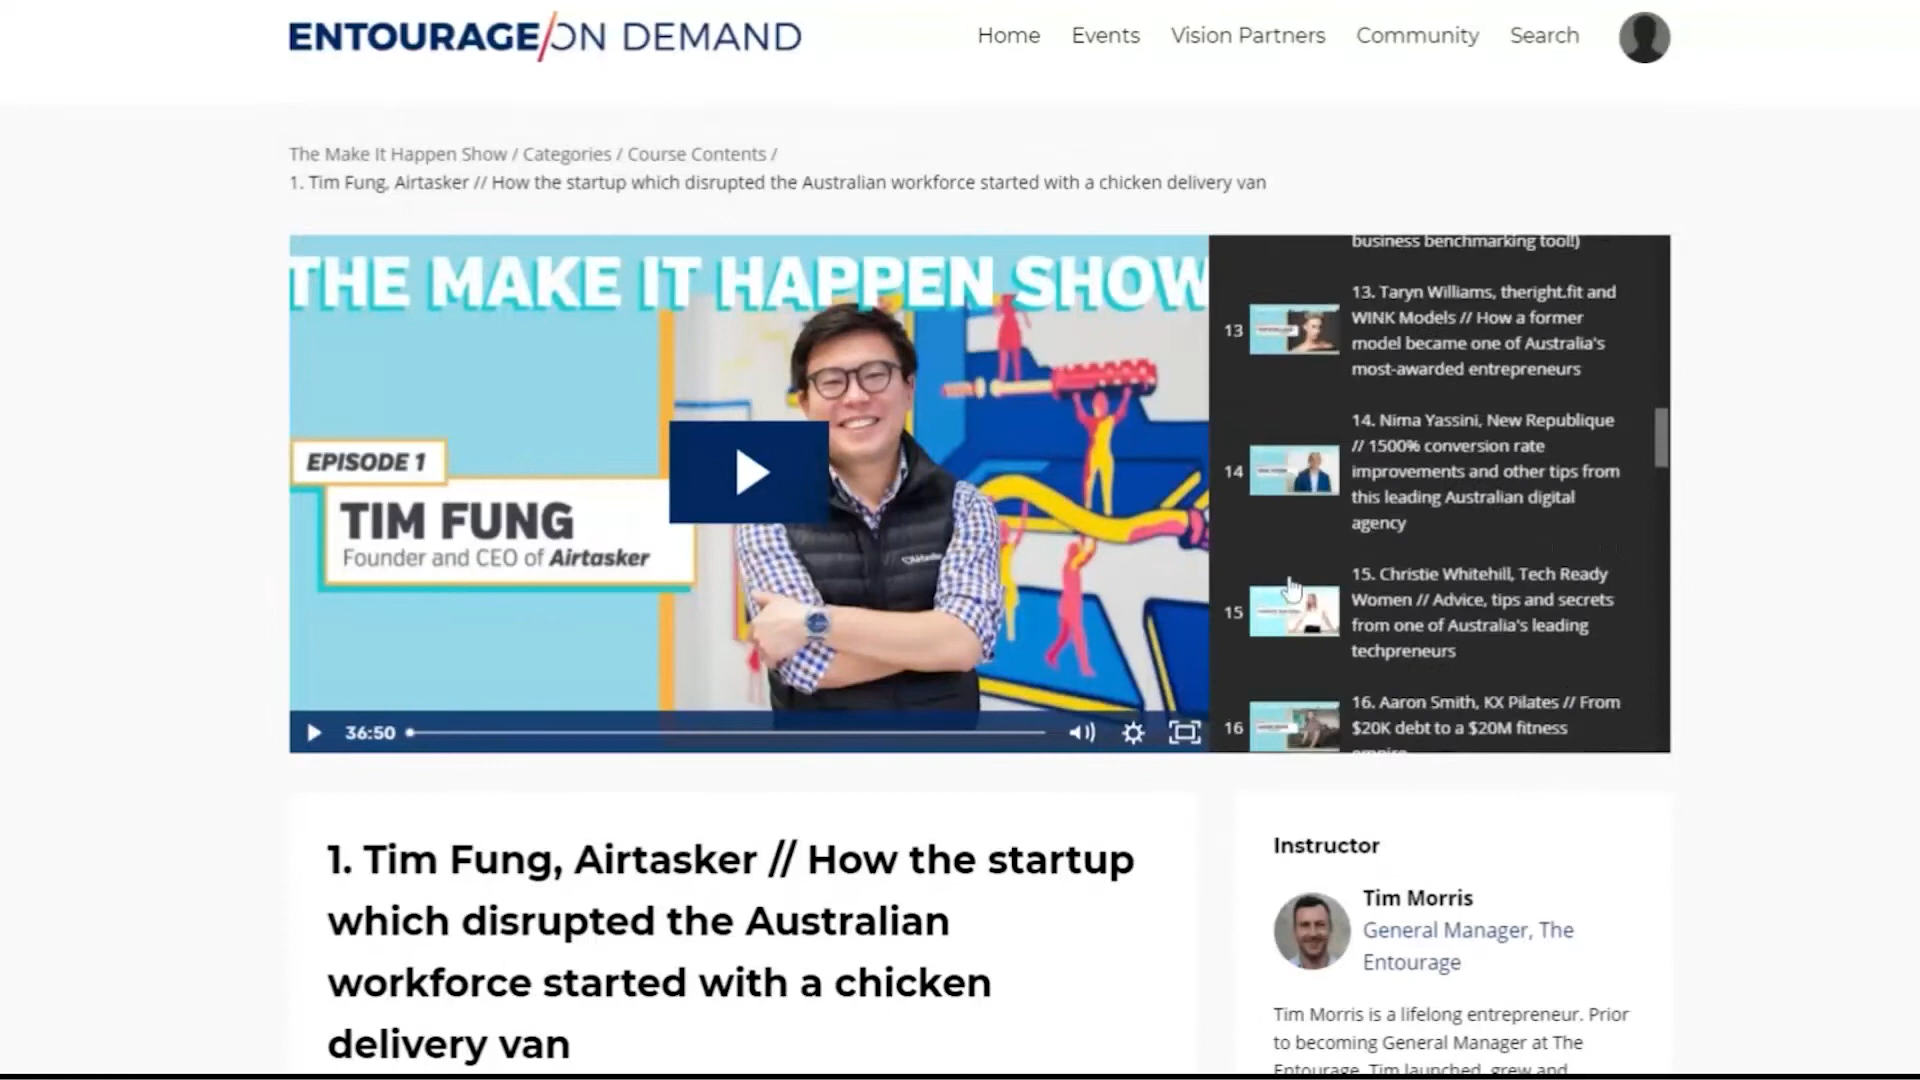 ENTOURAGE/ON DEMAND
Home
Events
Vision Partners
Community
Search
The Make It Happen Show / Categories / Course Contents /
1. Tim Fung, Airtasker // How the startup which disrupted the Australian workforce started with a chicken delivery van
THE MAKE IT HAPPEN SHOW
EPISODE 1
TIM FUNG
Founder and CEO of Airtasker
36:50
business benchmarking tool!)
13
13. Taryn Williams, theright.fit and
WINK Models // How a former
model became one of Australia's
most-awarded entrepreneurs
14
14. Nima Yassini, New Republique
// 1500% conversion rate
improvements and other tips from
this leading Australian digital
agency
15
15. Christie Whitehill, Tech Ready
Women // Advice, tips and secrets
from one of Australia's leading
techpreneurs
16
16. Aaron Smith, KX Pilates // From
$20K debt to a $20M fitness
empire
1. Tim Fung, Airtasker // How the startup
which disrupted the Australian
workforce started with a chicken
delivery van
Instructor
Tim Morris
General Manager, The
Entourage
Tim Morris is a lifelong entrepreneur. Prior
to becoming General Manager at The
Entourage, Tim launched, grew and